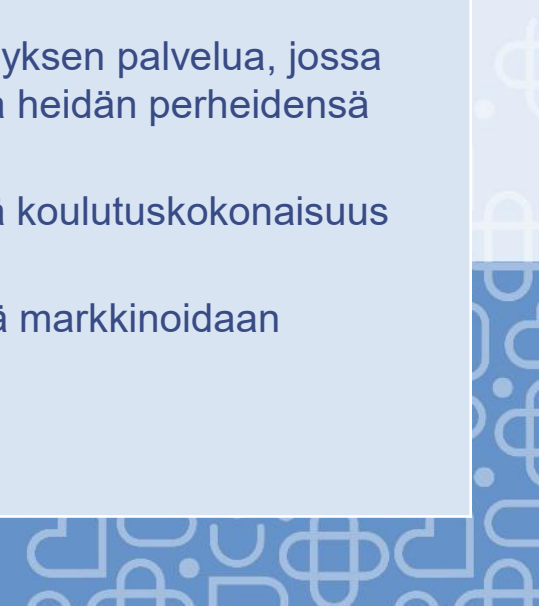 yksen palvelua, jossa
heidän perheidensä
koulutuskokonaisuus
markkinoidaan